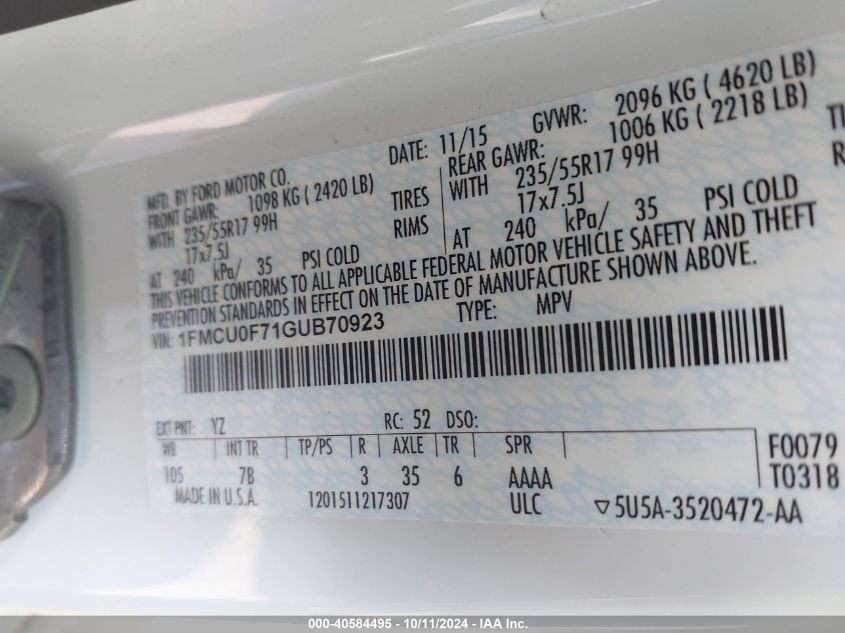 MFD. BY FORD MOTOR CO.
DATE: 11/15 GVWR: 2096 KG ( 4620 LB)
FRONT GAWR: 1098 KG ( 2420 LB)
REAR GAWR: 1006 KG ( 2218 LB)
WITH 235/55R17 99H TIRES WITH 235/55R17 99H
17x7.5J RIMS 17x7.5J
AT 240 kPa/ 35 PSI COLD AT 240 kPa/ 35 PSI COLD
THIS VEHICLE CONFORMS TO ALL APPLICABLE FEDERAL MOTOR VEHICLE SAFETY AND THEFT
PREVENTION STANDARDS IN EFFECT ON THE DATE OF MANUFACTURE SHOWN ABOVE.
VIN: 1FMCU0F71GUB70923 TYPE: MPV
EXT PNT: YZ RC: 52 DSO:
WB INT TR TP/PS R AXLE TR SPR
105 7B 3 35 6 AAAA
F0079
T0318
MADE IN U.S.A. 1201511217307 ULC ▽5U5A-3520472-AA
000-40584495 - 10/11/2024 - IAA Inc.